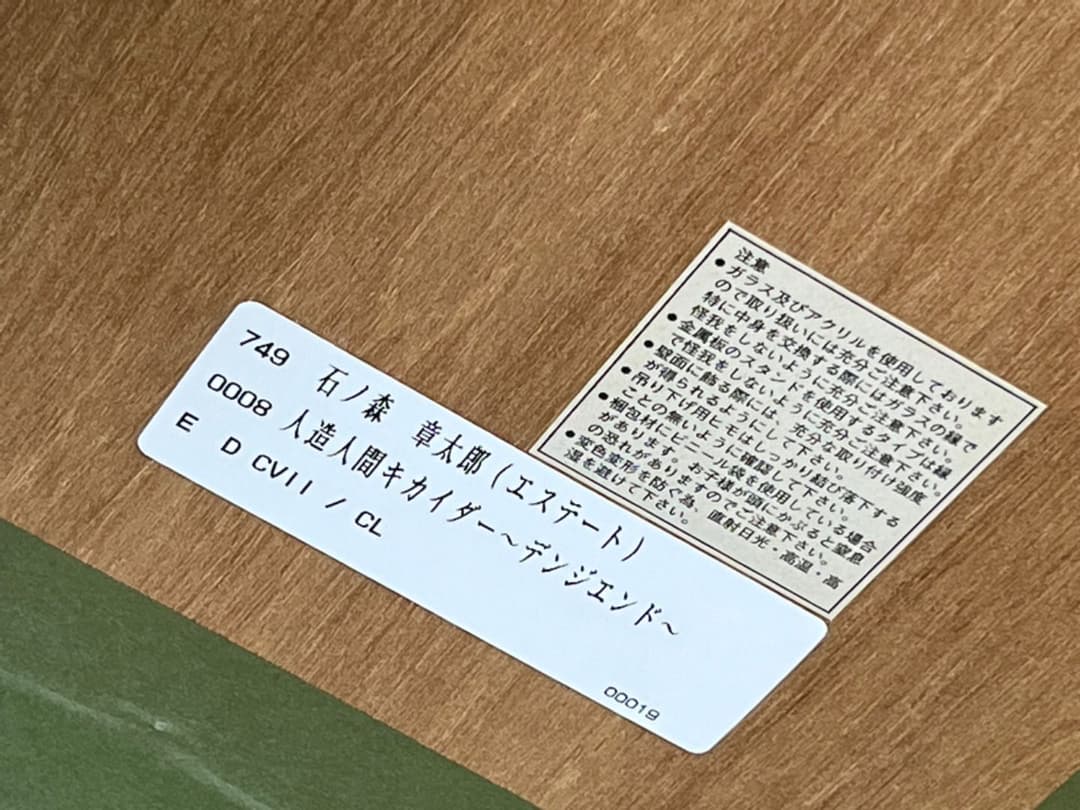 749 石ノ森 章太郎(エステート)
0008 人造人間キカイダー~デンジエンド~
E D CVII / CL
00019
注意
●ガラス及びアクリルを使用しております
ので取り扱いには充分ご注意下さい。
特に中身を交換する際にはガラスの縁で
怪我をしないように充分ご注意下さい。
●金属板のスタンドを使用するタイプは縁
で怪我をしないように充分ご注意下さい。
●壁面に飾る際には、充分な取り付け強度
が得られるようにして下さい。
●吊り下げ用ヒモはしっかり結び落下する
ことの無いように確認して下さい。
●梱包材にビニール袋を使用している場合
があります。お子様が頭にかぶると窒息
の恐れがありますのでご注意下さい。
●変色変形を防ぐ為、直射日光・高温・高
湿を避けて下さい。